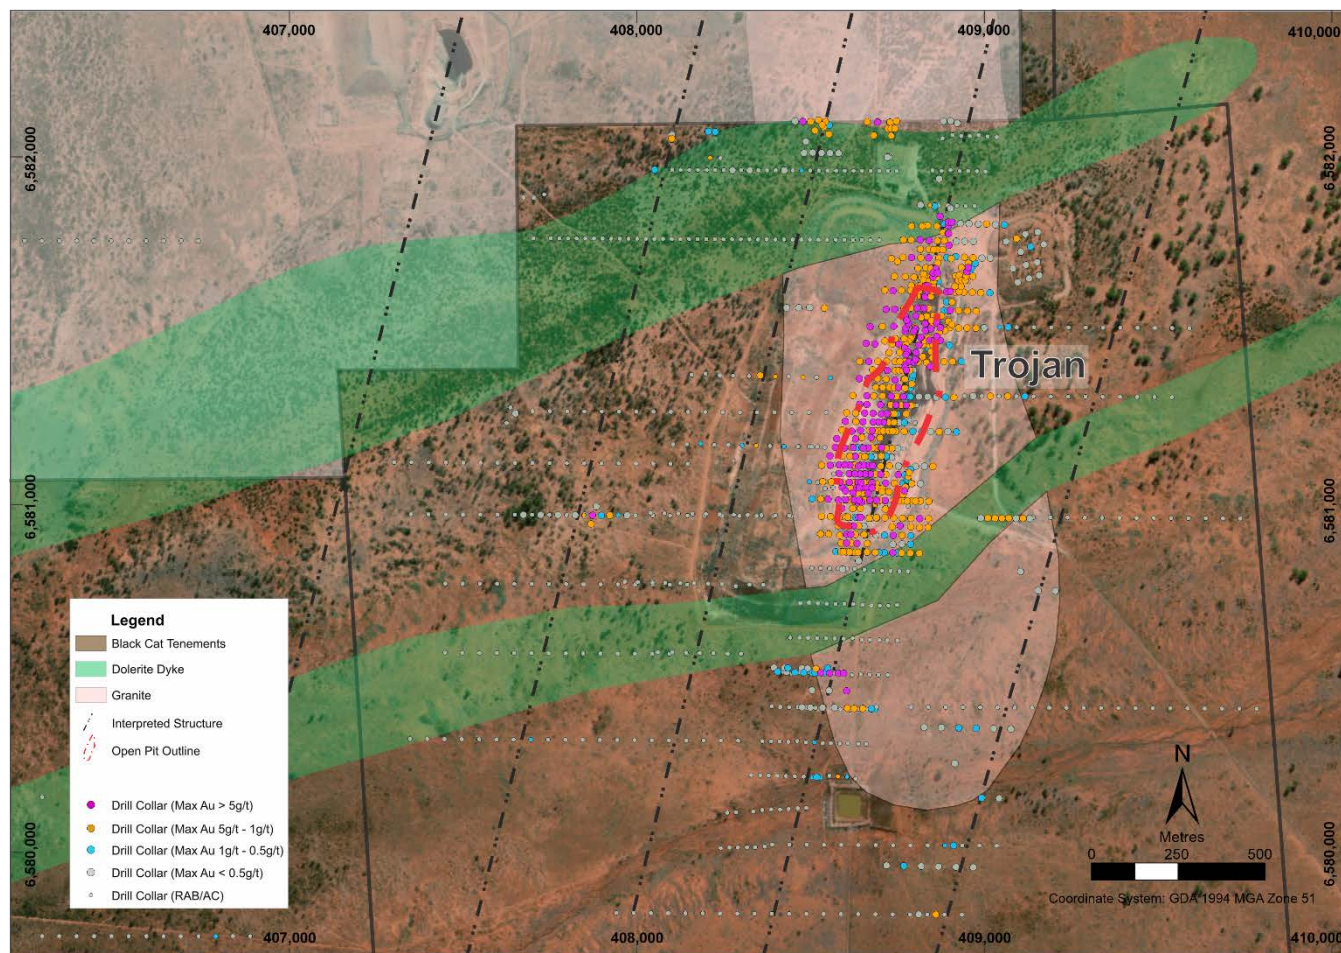 407,000
408,000
409,000
410,000
6,582,000
6,582,000
Trojan
6,581,000
6,581,000
Legend
Black Cat Tenements
Dolerite Dyke
Granite
Interpreted Structure
Open Pit Outline
Drill Collar (Max Au > 5g/t)
Drill Collar (Max Au 5g/t - 1g/t)
Drill Collar (Max Au 1g/t - 0.5g/t)
Drill Collar (Max Au < 0.5g/t)
Drill Collar (RAB/AC)
N
Metres
0 250 500
Coordinate System: GDA 1994 MGA Zone 51
6,580,000
6,580,000
407,000
408,000
409,000
410,000